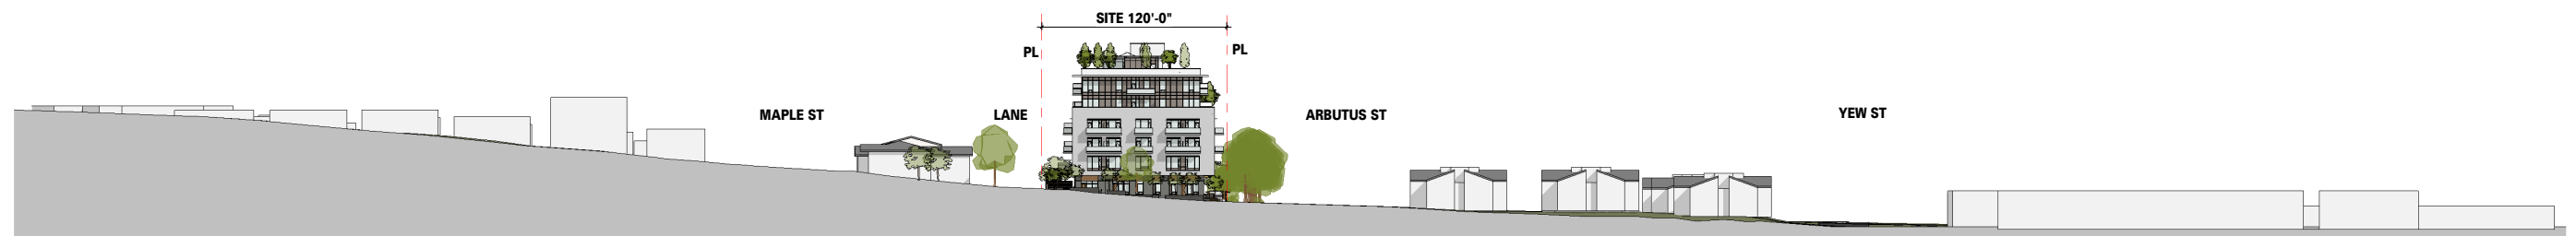 SITE 120'-0"
PL
PL
MAPLE ST
LANE
ARBUTUS ST
YEW ST